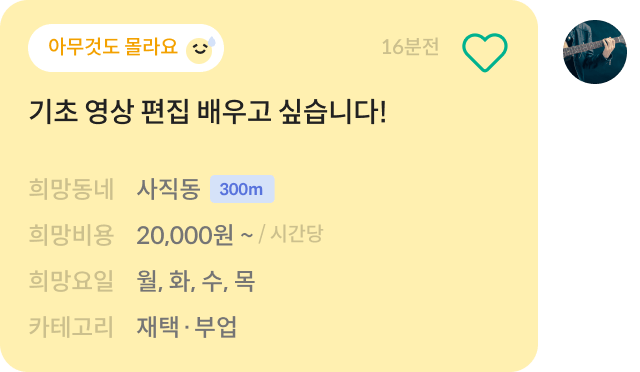 아무것도 몰라요
16분전
기초 영상 편집 배우고 싶습니다!
희망동네 사직동 300m
희망비용 20,000원 ~ / 시간당
희망요일 월, 화, 수, 목
카테고리 재택·부업